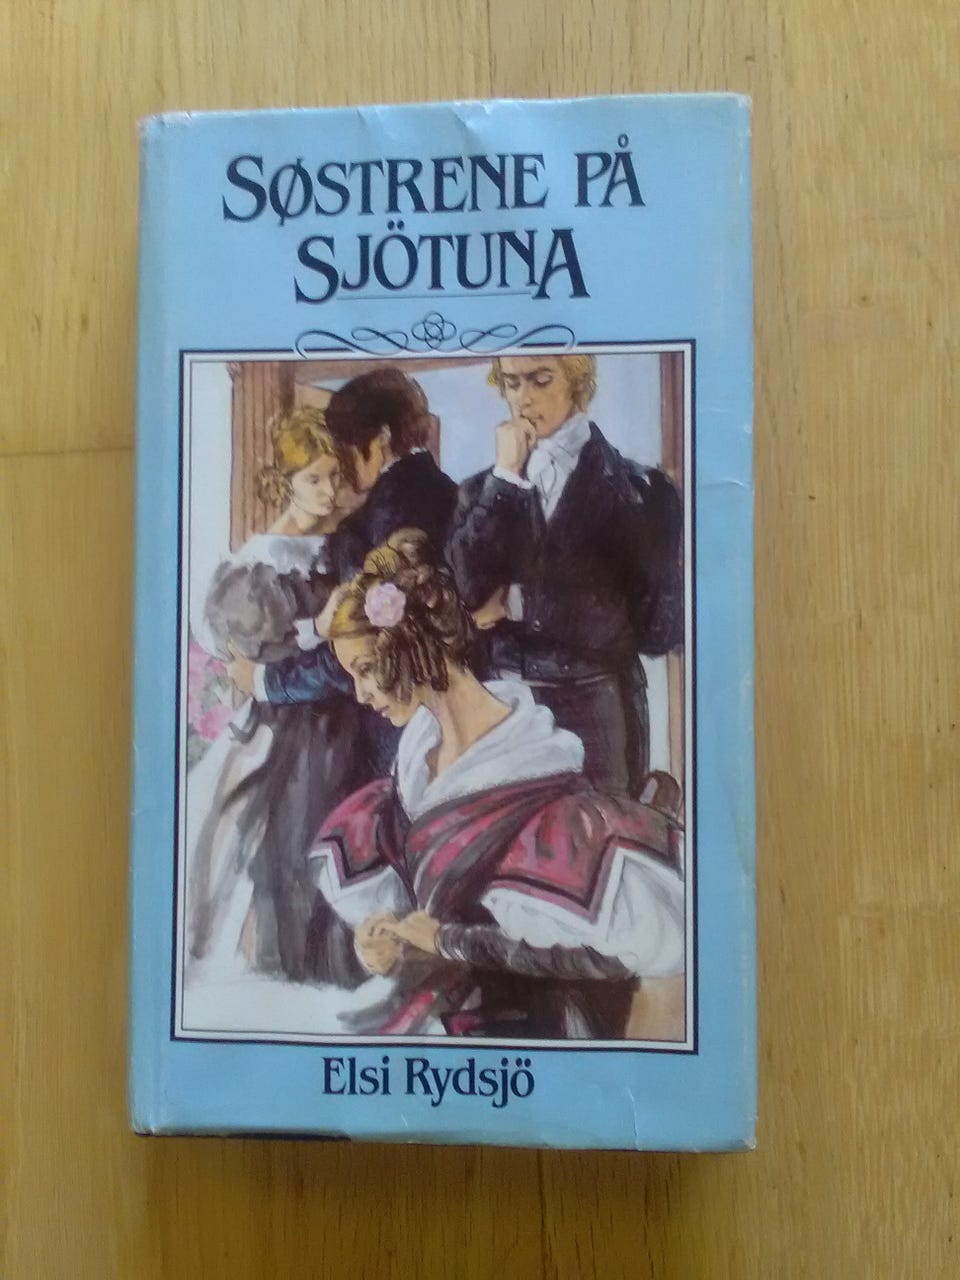 SØSTRENE PÅ
SJÖTUNA
Elsi Rydsjö